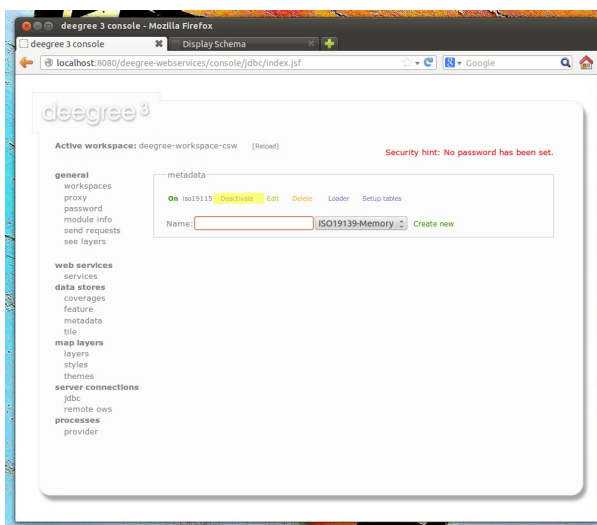 deegree 3 console - Mozilla Firefox
deegree 3 console
Display Schema
localhost:8080/deegree-webservices/console/jdbc/index.jsf
Google
deegree 3
Active workspace: deegree-workspace-csw [Reload]
Security hint: No password has been set.
general
workspaces
proxy
password
module info
send requests
see layers
web services
services
data stores
coverages
feature
metadata
tile
map layers
layers
styles
themes
server connections
jdbc
remote ows
processes
provider
metadata
On iso19115 Deactivate Edit Delete Loader Setup tables
Name: ISO19139-Memory Create new